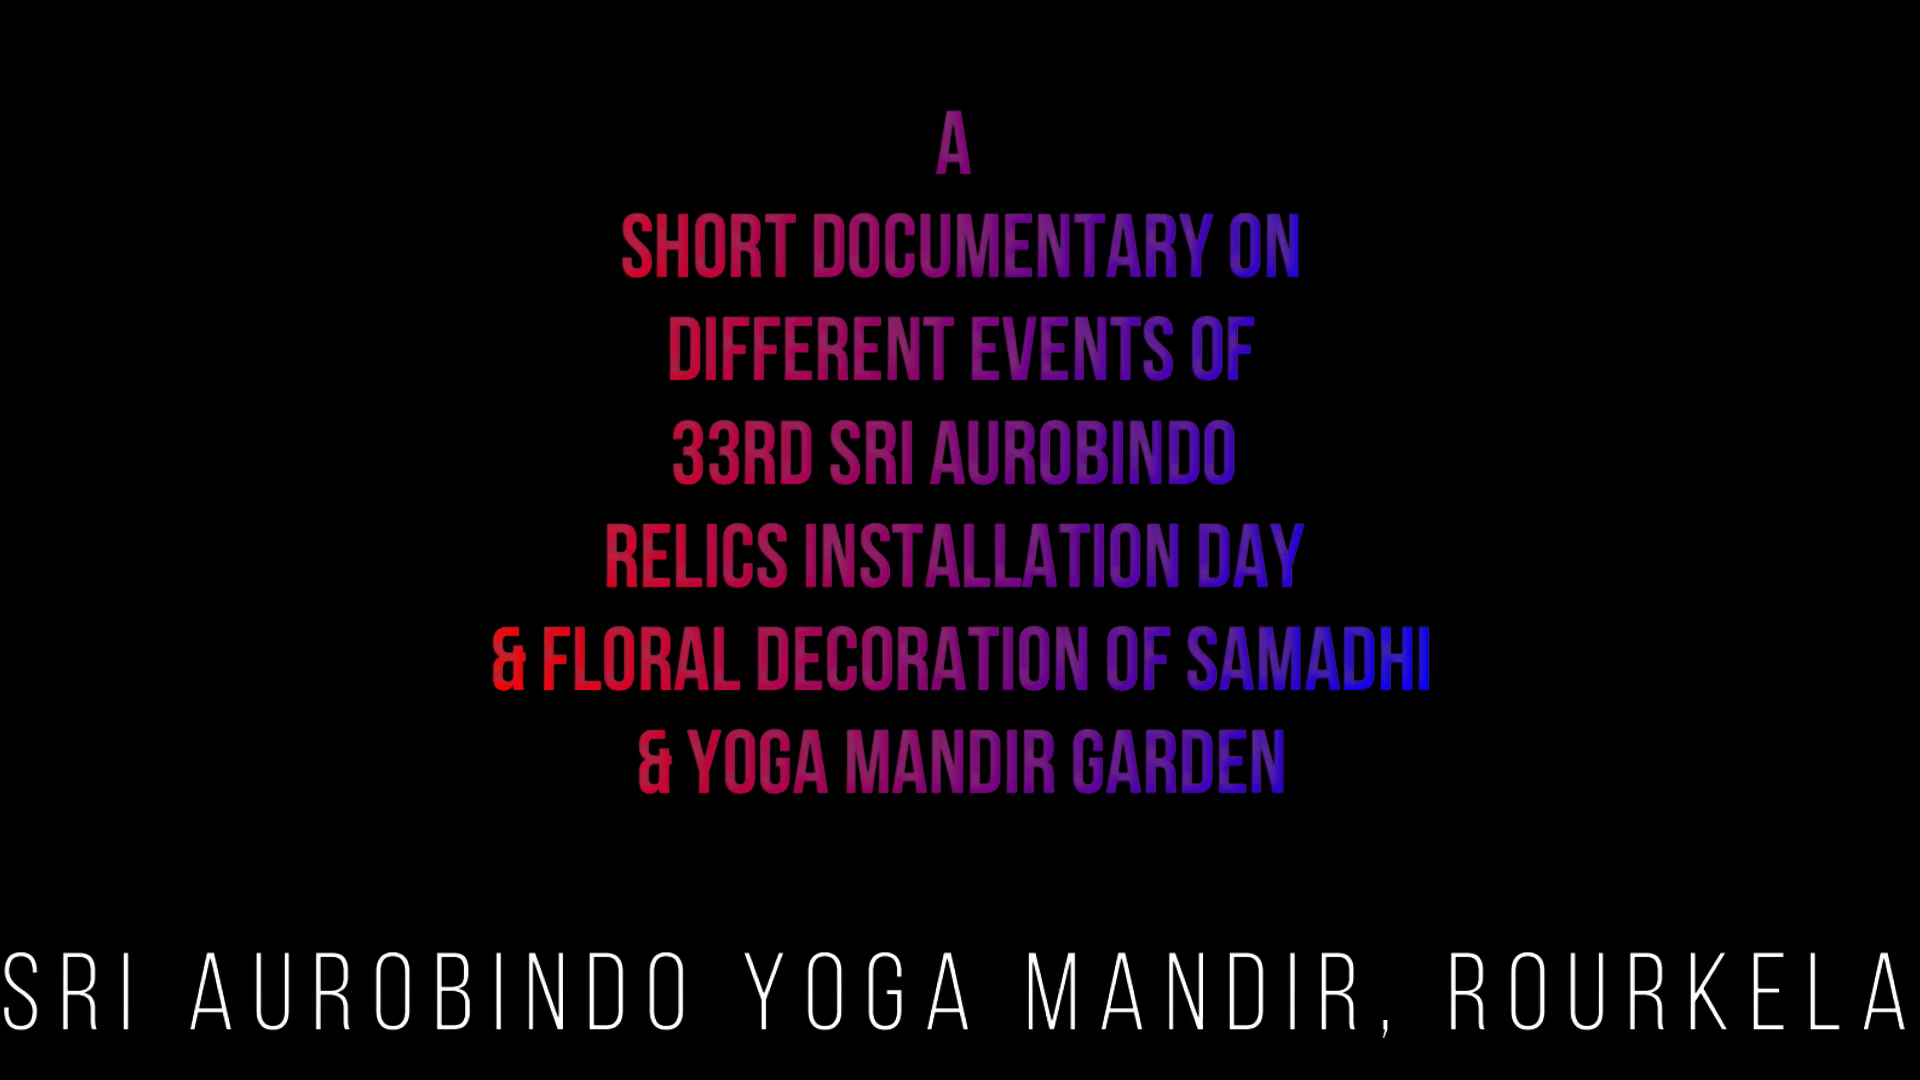 A
SHORT DOCUMENTARY ON
DIFFERENT EVENTS OF
33RD SRI AUROBINDO
RELICS INSTALLATION DAY
& FLORAL DECORATION OF SAMADHI
& YOGA MANDIR GARDEN
SRI AUROBINDO YOGA MANDIR, ROURKELA